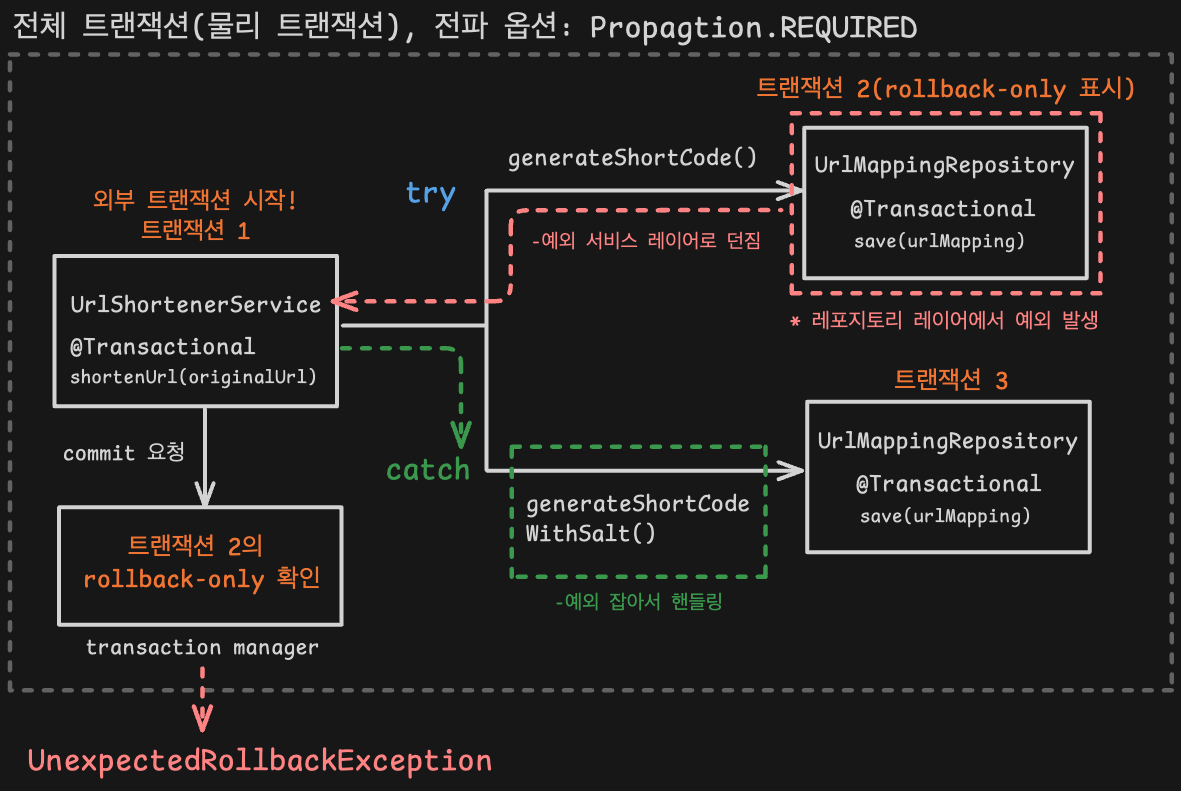 전체 트랜잭션(물리 트랜잭션), 전파 옵션: Propagtion.REQUIRED
트랜잭션 2(rollback-only 표시)
generateShortCode()
UrlMappingRepository
@Transactional
save(urlMapping)
try
외부 트랜잭션 시작!
트랜잭션 1
-예외 서비스 레이어로 던짐
UrlShortenerService
@Transactional
shortenUrl(originalUrl)
* 레포지토리 레이어에서 예외 발생
트랜잭션 3
UrlMappingRepository
@Transactional
save(urlMapping)
commit 요청
catch
generateShortCode
WithSalt()
-예외 잡아서 핸들링
트랜잭션 2의
rollback-only 확인
transaction manager
UnexpectedRollbackException